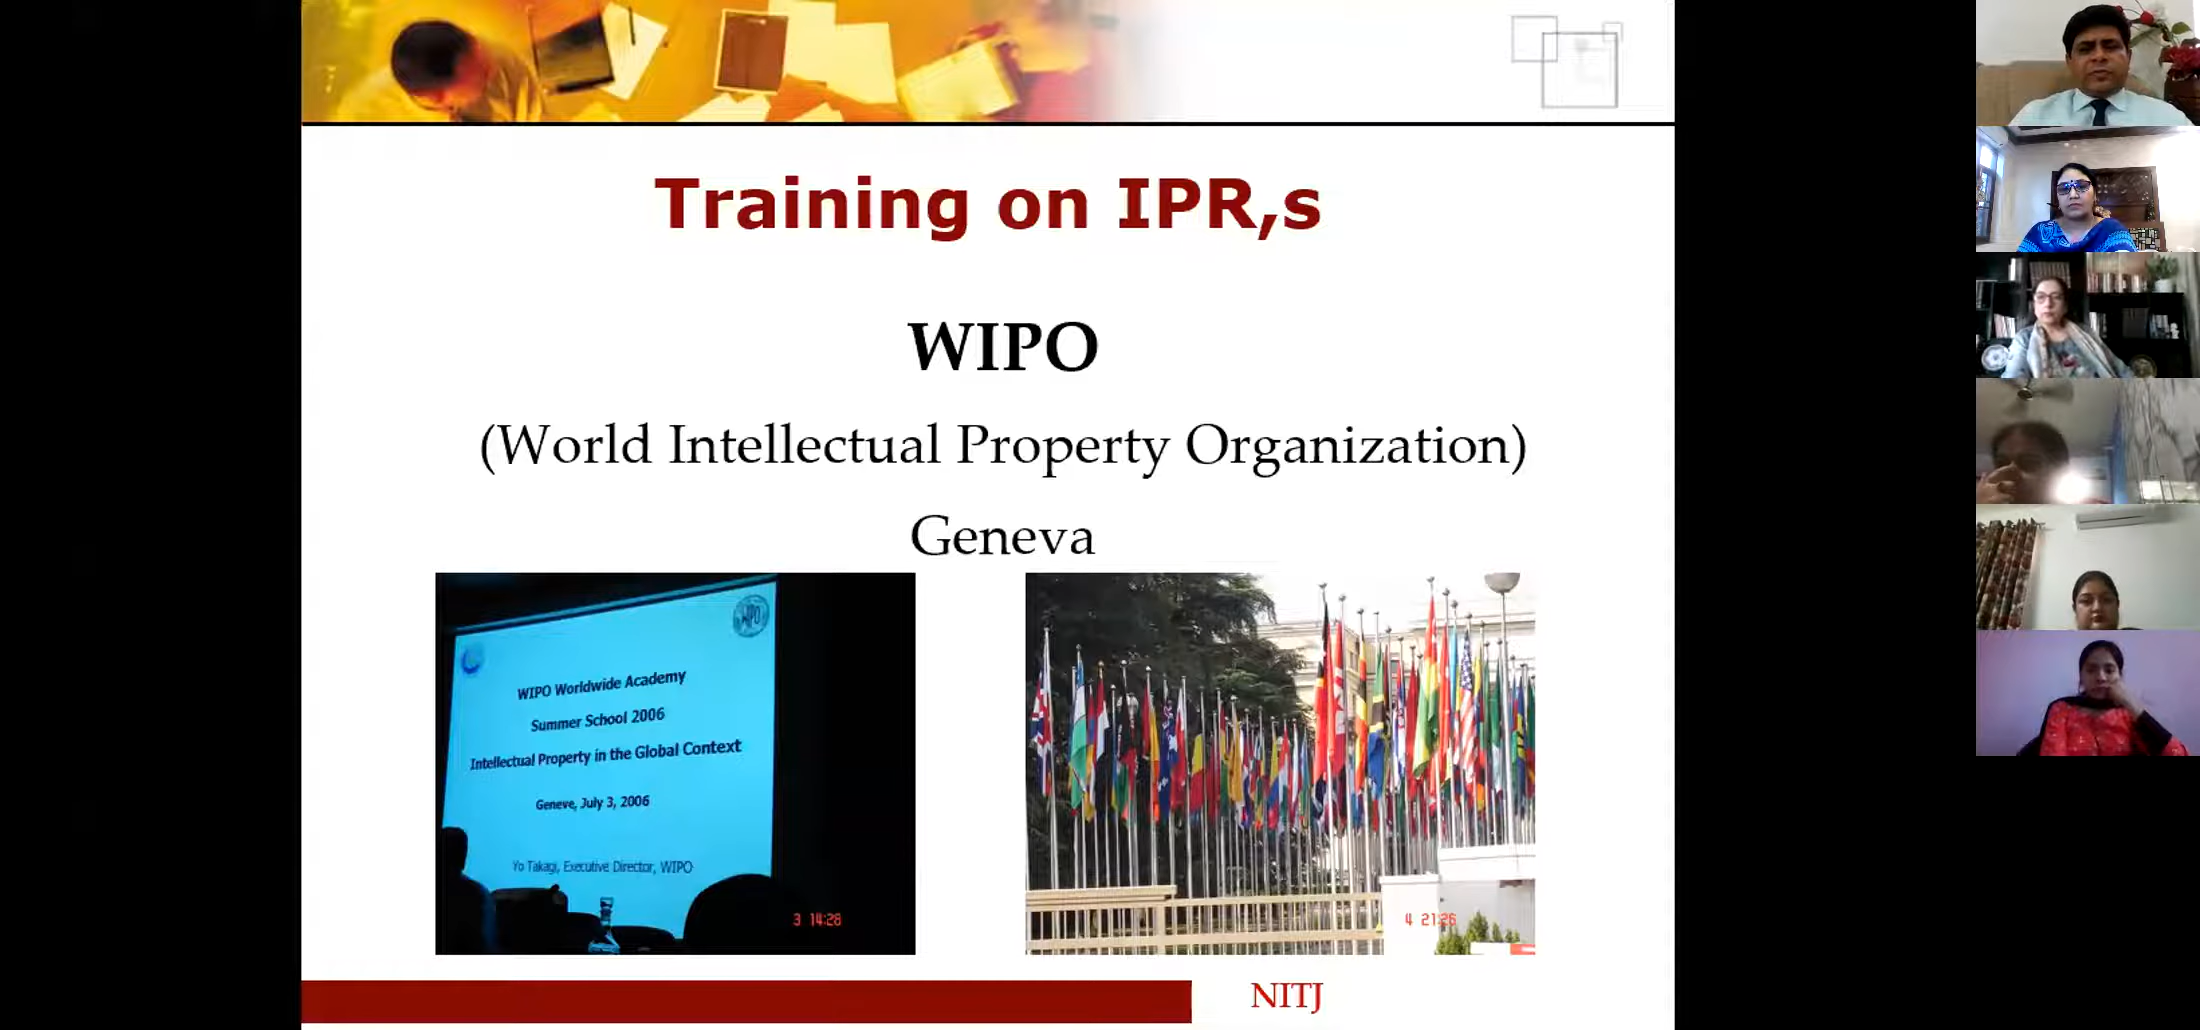 Training on IPR,s
WIPO
(World Intellectual Property Organization)
Geneva
WIPO
WIPO Worldwide Academy
Summer School 2006
Intellectual Property in the Global Context
Geneve, July 3, 2006
Yo Takagi, Executive Director, WIPO
3 14:28
4 21:26
NITJ